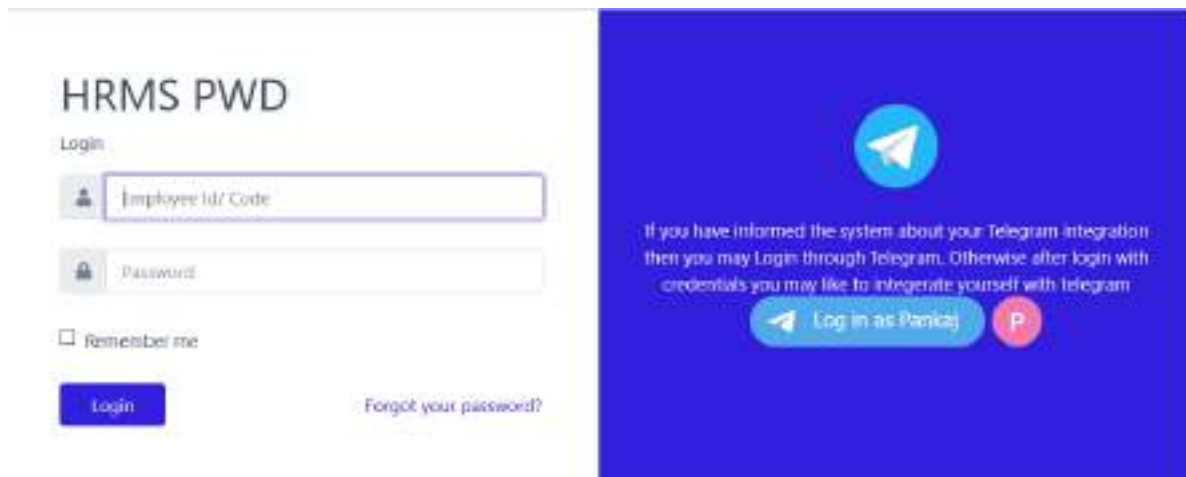 HRMS PWD
Login
Employee Id/ Code
Password
Remember me
Login
Forgot your password?
If you have informed the system about your Telegram integration
then you may Login through Telegram. Otherwise after login with
credentials you may like to integerate yourself with telegram
Log in as Pankaj
P